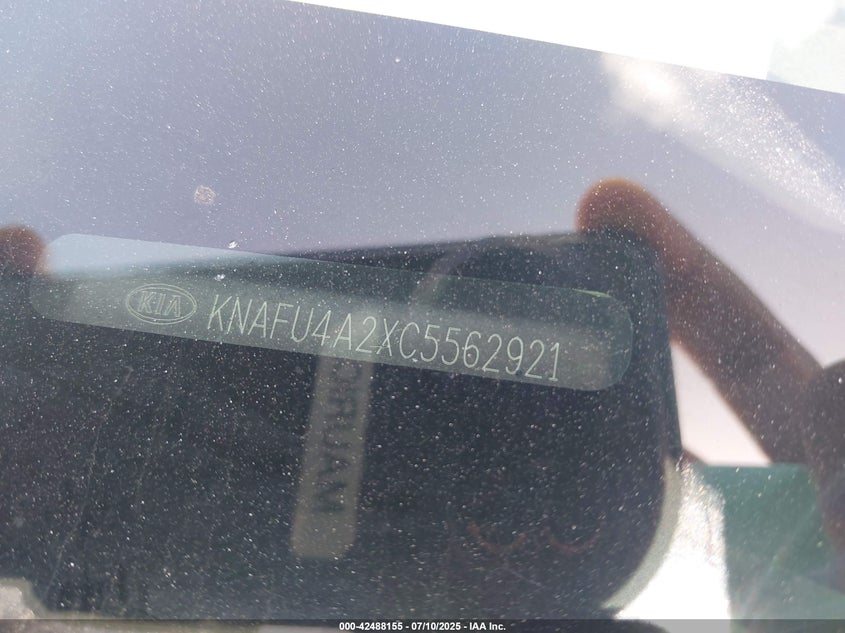 KIA KNAFU4A2XC5562921
000-42488155 - 07/10/2025 - IAA Inc.